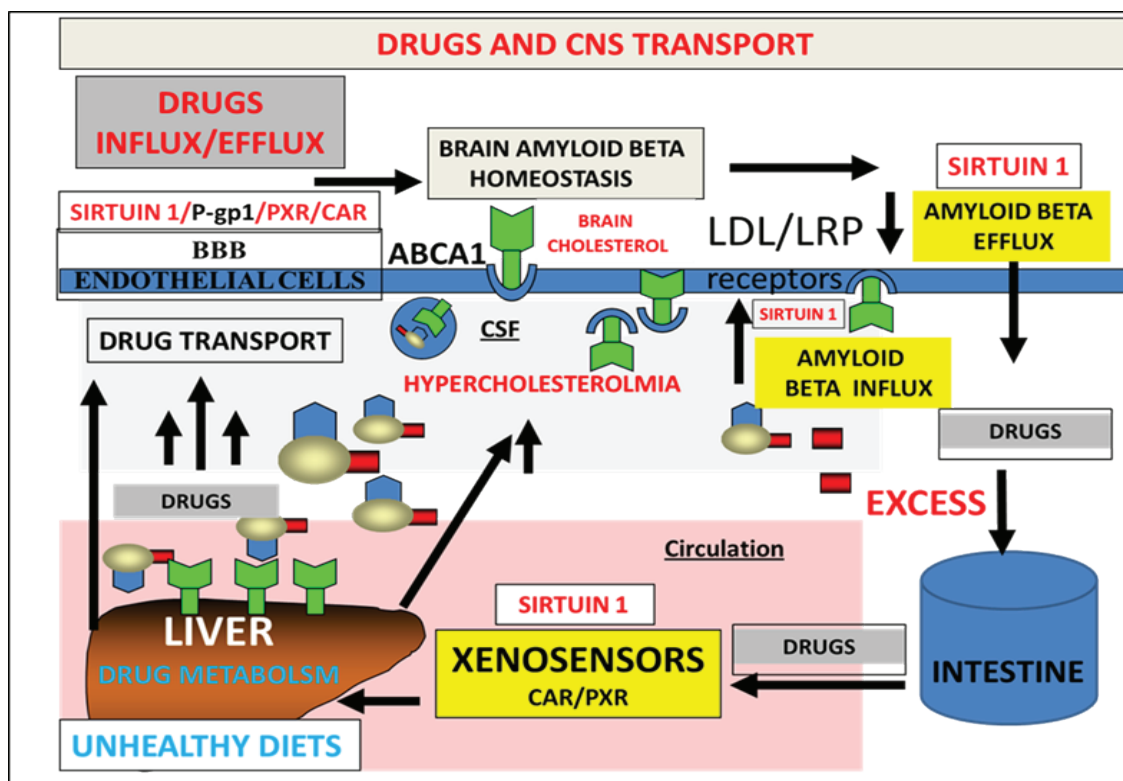 DRUGS AND CNS TRANSPORT
DRUGS
INFLUX/EFFLUX
BRAIN AMYLOID BETA
HOMEOSTASIS
SIRTUIN 1
SIRTUIN 1/P-gp1/PXR/CAR
BBB
ENDOTHELIAL CELLS
ABCA1
BRAIN
CHOLESTEROL
LDL/LRP
receptors
AMYLOID BETA
EFFLUX
DRUG TRANSPORT
CSF
SIRTUIN 1
HYPERCHOLESTEROLMIA
AMYLOID
BETA INFLUX
DRUGS
DRUGS
EXCESS
Circulation
SIRTUIN 1
LIVER
DRUG METABOLSM
XENOSENSORS
CAR/PXR
DRUGS
INTESTINE
UNHEALTHY DIETS